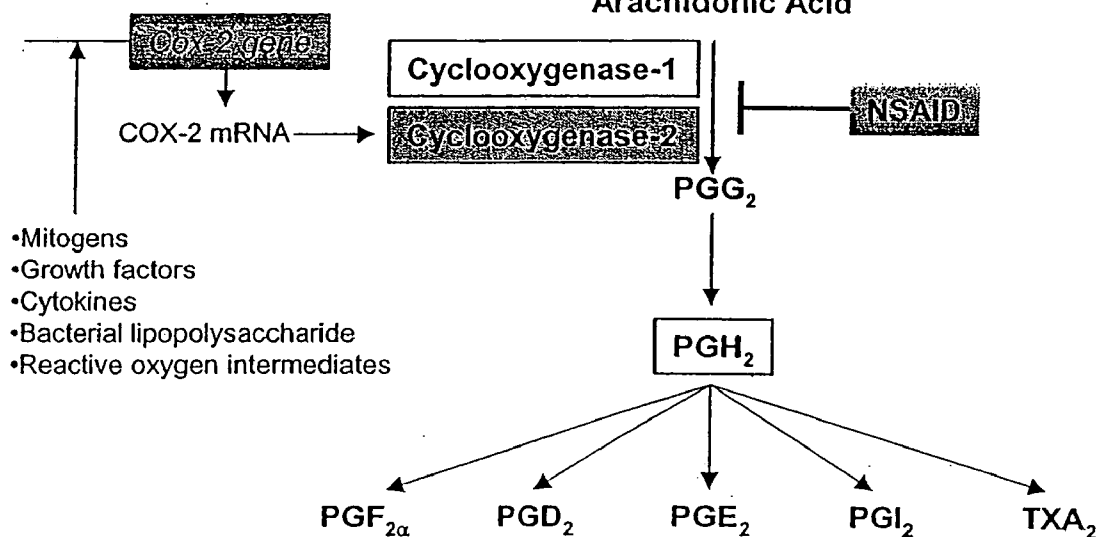 Arachidonic Acid
Cox-2 gene
Cyclooxygenase-1
COX-2 mRNA
Cyclooxygenase-2
NSAID
PGG₂
•Mitogens
•Growth factors
•Cytokines
•Bacterial lipopolysaccharide
•Reactive oxygen intermediates
PGH₂
PGF₂α PGD₂ PGE₂ PGI₂ TXA₂